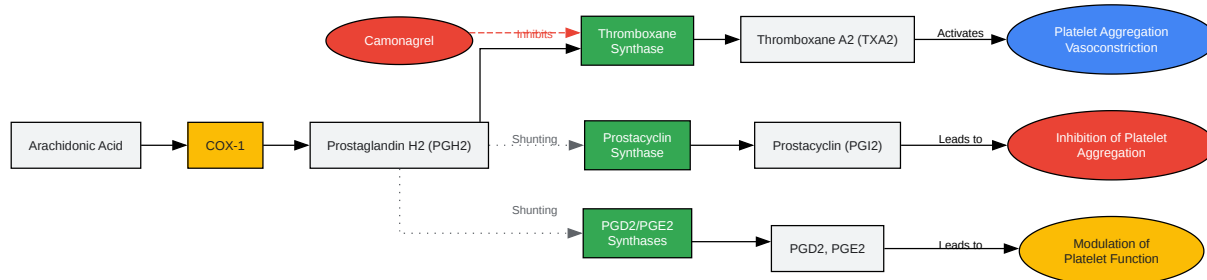 Camonagrel
Inhibits
Thromboxane
Synthase
Thromboxane A2 (TXA2)
Activates
Platelet Aggregation
Vasoconstriction
Arachidonic Acid
COX-1
Prostaglandin H2 (PGH2)
Shunting
Prostacyclin
Synthase
Prostacyclin (PGI2)
Leads to
Inhibition of Platelet
Aggregation
Shunting
PGD2/PGE2
Synthases
PGD2, PGE2
Leads to
Modulation of
Platelet Function